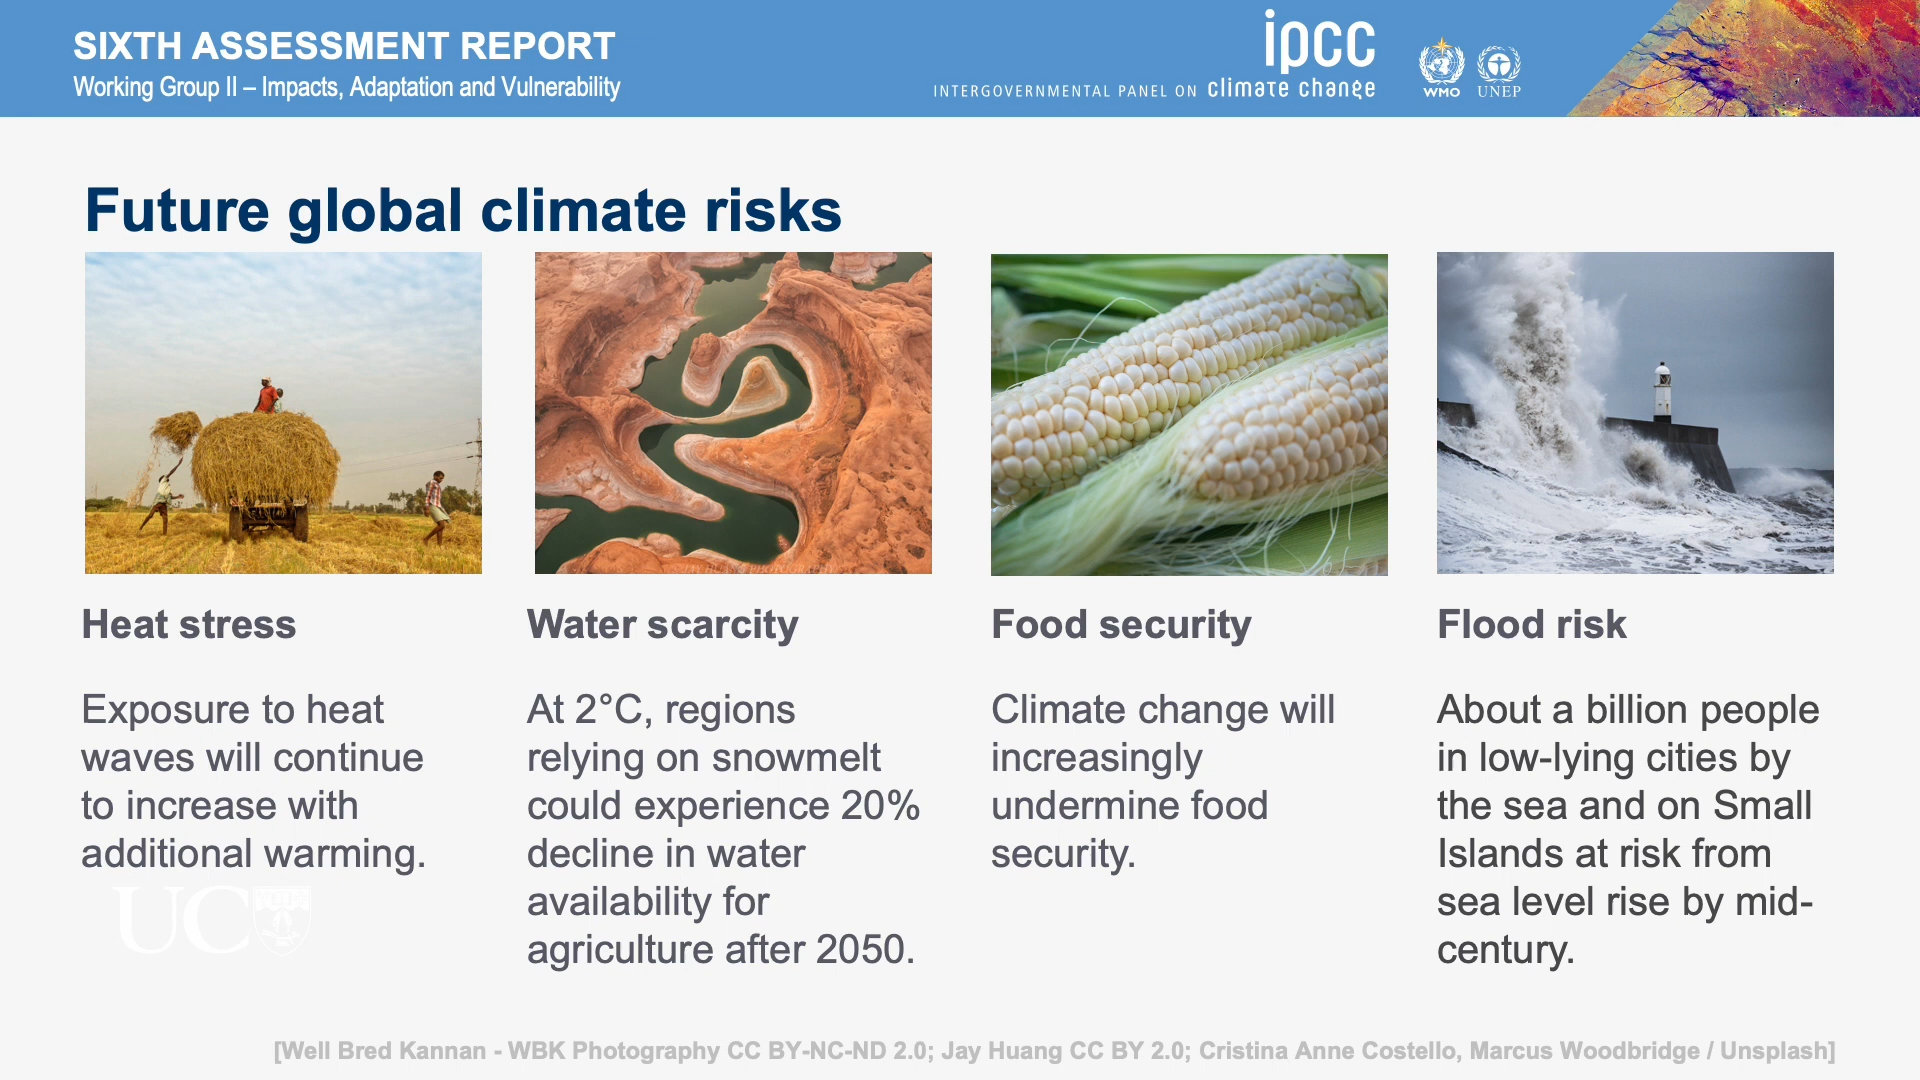 SIXTH ASSESSMENT REPORT
Working Group II – Impacts, Adaptation and Vulnerability
ipcc
INTERGOVERNMENTAL PANEL ON climate change
WMO
UNEP
Future global climate risks
Heat stress
Exposure to heat
waves will continue
to increase with
additional warming.
Water scarcity
At 2°C, regions
relying on snowmelt
could experience 20%
decline in water
availability for
agriculture after 2050.
JAY HUANG PHOTOGRAPHY
Food security
Climate change will
increasingly
undermine food
security.
Flood risk
About a billion people
in low-lying cities by
the sea and on Small
Islands at risk from
sea level rise by mid-
century.
UC
[Well Bred Kannan - WBK Photography CC BY-NC-ND 2.0; Jay Huang CC BY 2.0; Cristina Anne Costello, Marcus Woodbridge / Unsplash]